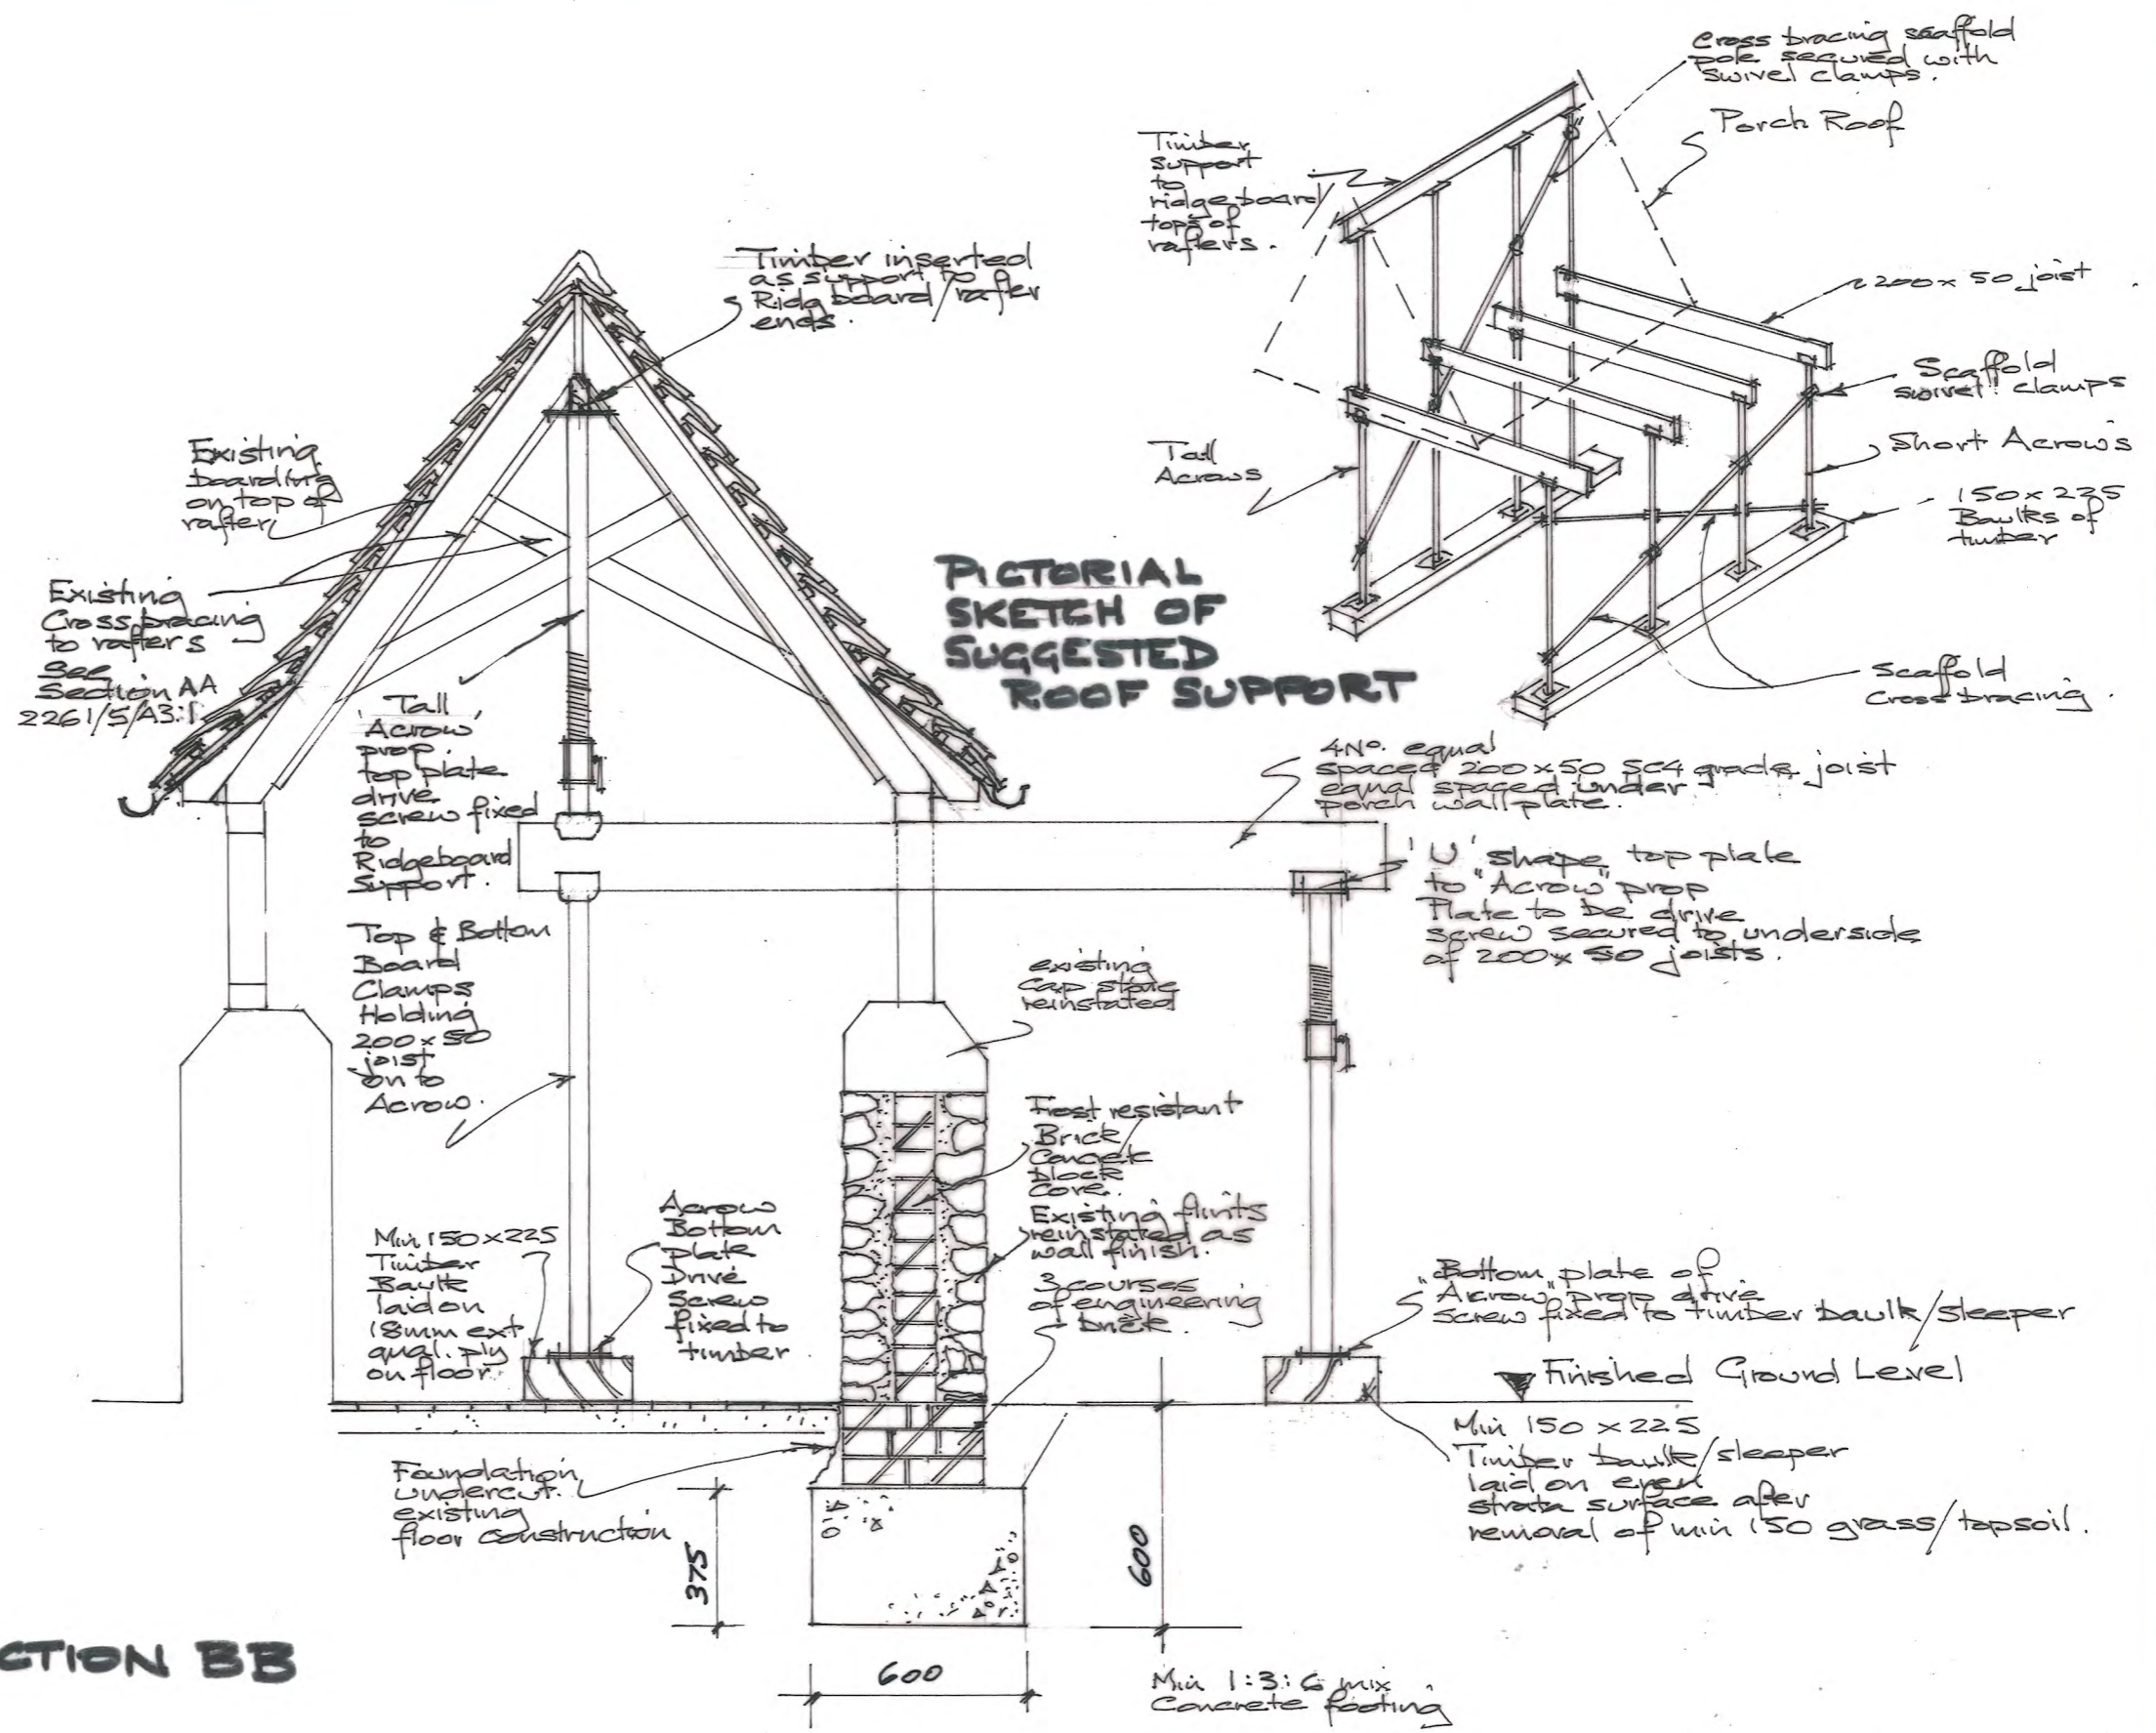 Cross bracing scaffold
pole secured with
swivel clamps.
Porch Roof
Timber
support
to
ridgeboard/
tops of
rafters.
200 x 50 joist
Scaffold
swivel clamps
Tall
Acrows
Short Acrows
150 x 225
Baulks of
timber
Scaffold
Cross bracing.
PICTORIAL
SKETCH OF
SUGGESTED
ROOF SUPPORT
Timber inserted
as support to
Ridgboard/rafter
ends.
Existing
boarding
on top of
rafter
Existing
Cross bracing
to rafters
See
Section AA
2261/5/A3:1.
Tall
'Acrow'
prop.
top plate
drive
screw fixed
to
Ridgeboard
support.
4No. equal
spaced 200x50 SC4 grade joist
equal spaced under
porch wall plate.
'U' shape top plate
to "Acrow" prop
Plate to be drive
screw secured to underside
of 200x50 joists.
Top & Bottom
Board
Clamps
Holding
200x50
joist
on to
Acrow.
existing
cap stone
reinstated
Frost resistant
Brick/
Concrete
block
core.
Existing flints
reinstated as
wall finish.
3 courses
of engineering
brick.
Min 150x225
Timber
Baulk
laid on
18mm ext
qual. ply
on floor
Acrow
Bottom
plate
Drive
Screw
fixed to
timber
"Bottom" plate of
"Acrow" prop drive
screw fixed to timber baulk/sleeper
Finished Ground Level
Min 150 x 225
Timber baulk/sleeper
laid on even
strata surface after
removal of min 150 grass/topsoil.
Foundation
undercut
existing
floor construction
375
600
600
Min 1:3:6 mix
Concrete footing
CTION BB